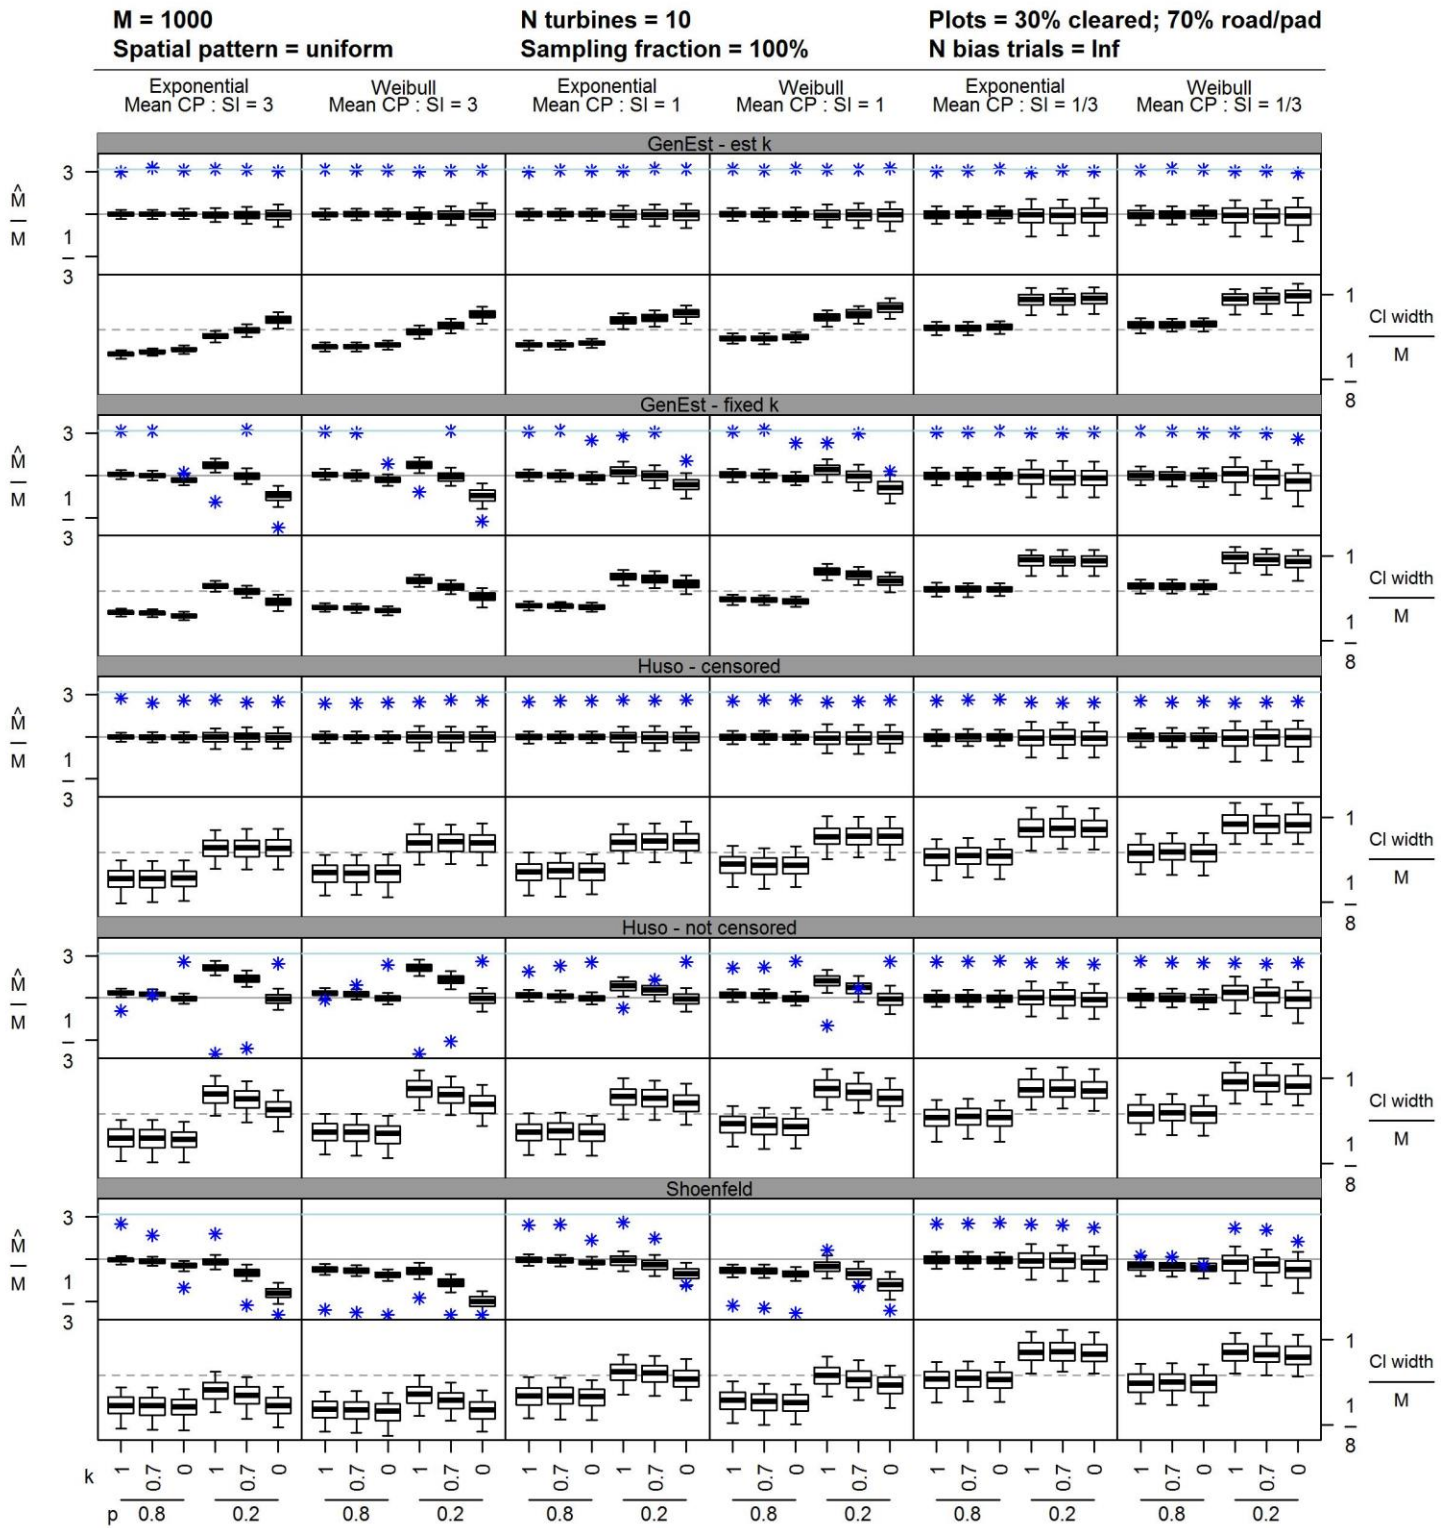 M = 1000 N turbines = 10 Plots = 30% cleared; 70% road/pad
Spatial pattern = uniform Sampling fraction = 100% N bias trials = Inf
Exponential Weibull Exponential Weibull Exponential Weibull
Mean CP : SI = 3 Mean CP : SI = 3 Mean CP : SI = 1 Mean CP : SI = 1 Mean CP : SI = 1/3 Mean CP : SI = 1/3
GenEst - est k
3
M̂
M
1
3
1
CI width
M
1
8
GenEst - fixed k
3
M̂
M
1
3
1
CI width
M
1
8
Huso - censored
3
M̂
M
1
3
1
CI width
M
1
8
Huso - not censored
3
M̂
M
1
3
1
CI width
M
1
8
Shoenfeld
3
M̂
M
1
3
1
CI width
M
1
8
k 1 0.7 0 1 0.7 0 1 0.7 0 1 0.7 0 1 0.7 0 1 0.7 0 1 0.7 0 1 0.7 0 1 0.7 0 1 0.7 0 1 0.7 0 1 0.7 0
p 0.8 0.2 0.8 0.2 0.8 0.2 0.8 0.2 0.8 0.2 0.8 0.2